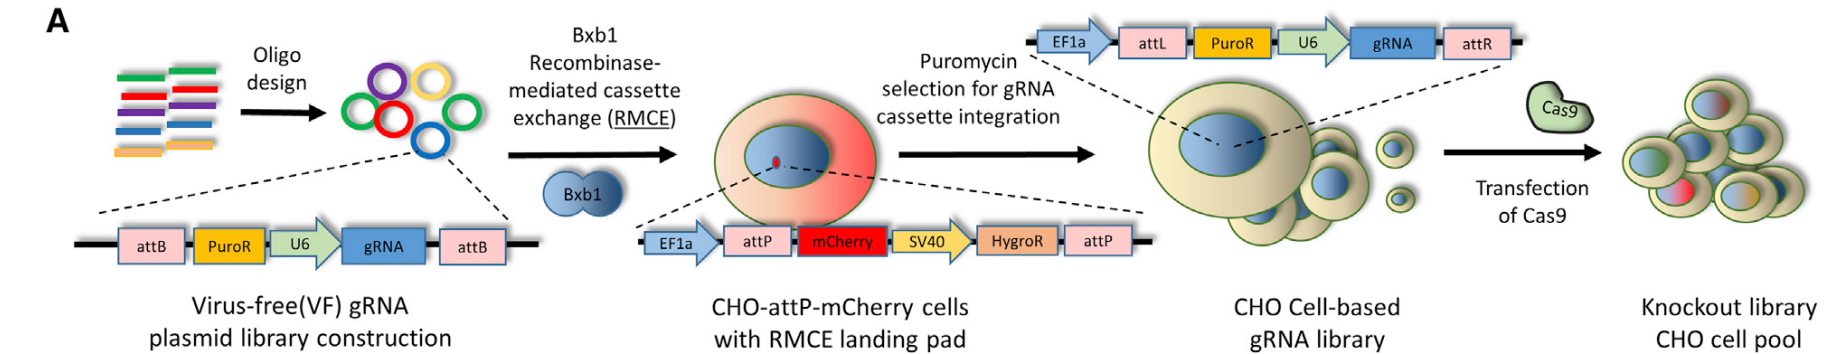 A
Oligo
design
Bxb1
Recombinase-
mediated cassette
exchange (RMCE)
Bxb1
Puromycin
selection for gRNA
cassette integration
EF1a attL PuroR U6 gRNA attR
Cas9
Transfection
of Cas9
attB PuroR U6 gRNA attB
EF1a attP mCherry SV40 HygroR attP
Virus-free(VF) gRNA
plasmid library construction
CHO-attP-mCherry cells
with RMCE landing pad
CHO Cell-based
gRNA library
Knockout library
CHO cell pool